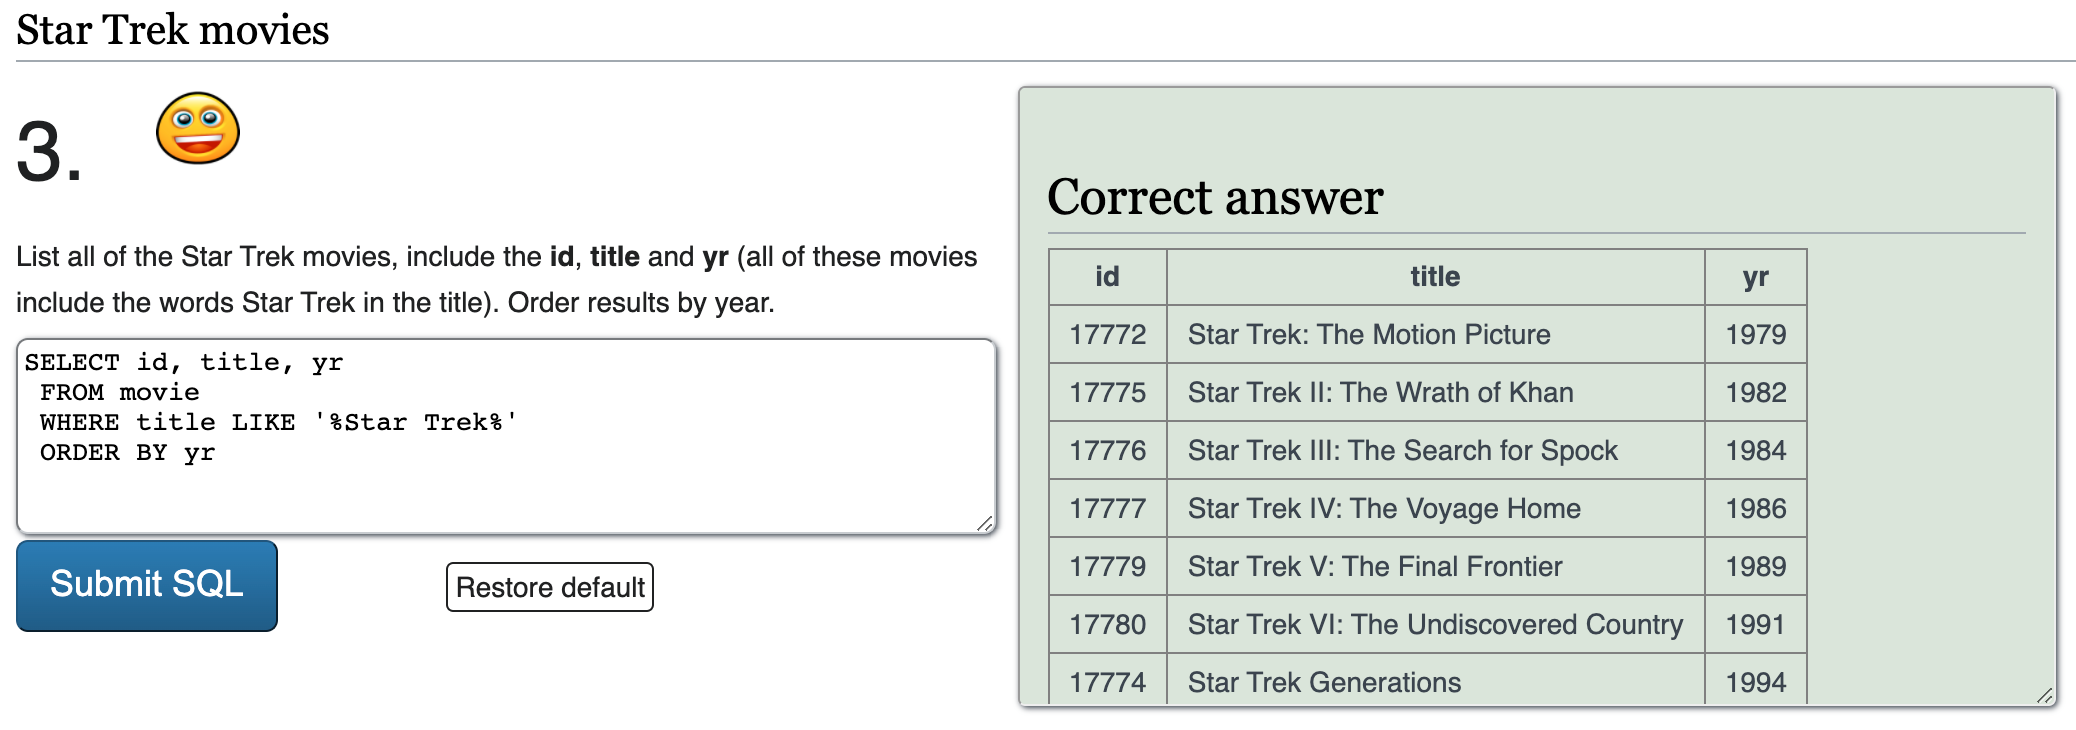 Star Trek movies
3.
List all of the Star Trek movies, include the id, title and yr (all of these movies
include the words Star Trek in the title). Order results by year.
SELECT id, title, yr
FROM movie
WHERE title LIKE '%Star Trek%'
ORDER BY yr
Submit SQL
Restore default
Correct answer
id title yr
17772 Star Trek: The Motion Picture 1979
17775 Star Trek II: The Wrath of Khan 1982
17776 Star Trek III: The Search for Spock 1984
17777 Star Trek IV: The Voyage Home 1986
17779 Star Trek V: The Final Frontier 1989
17780 Star Trek VI: The Undiscovered Country 1991
17774 Star Trek Generations 1994